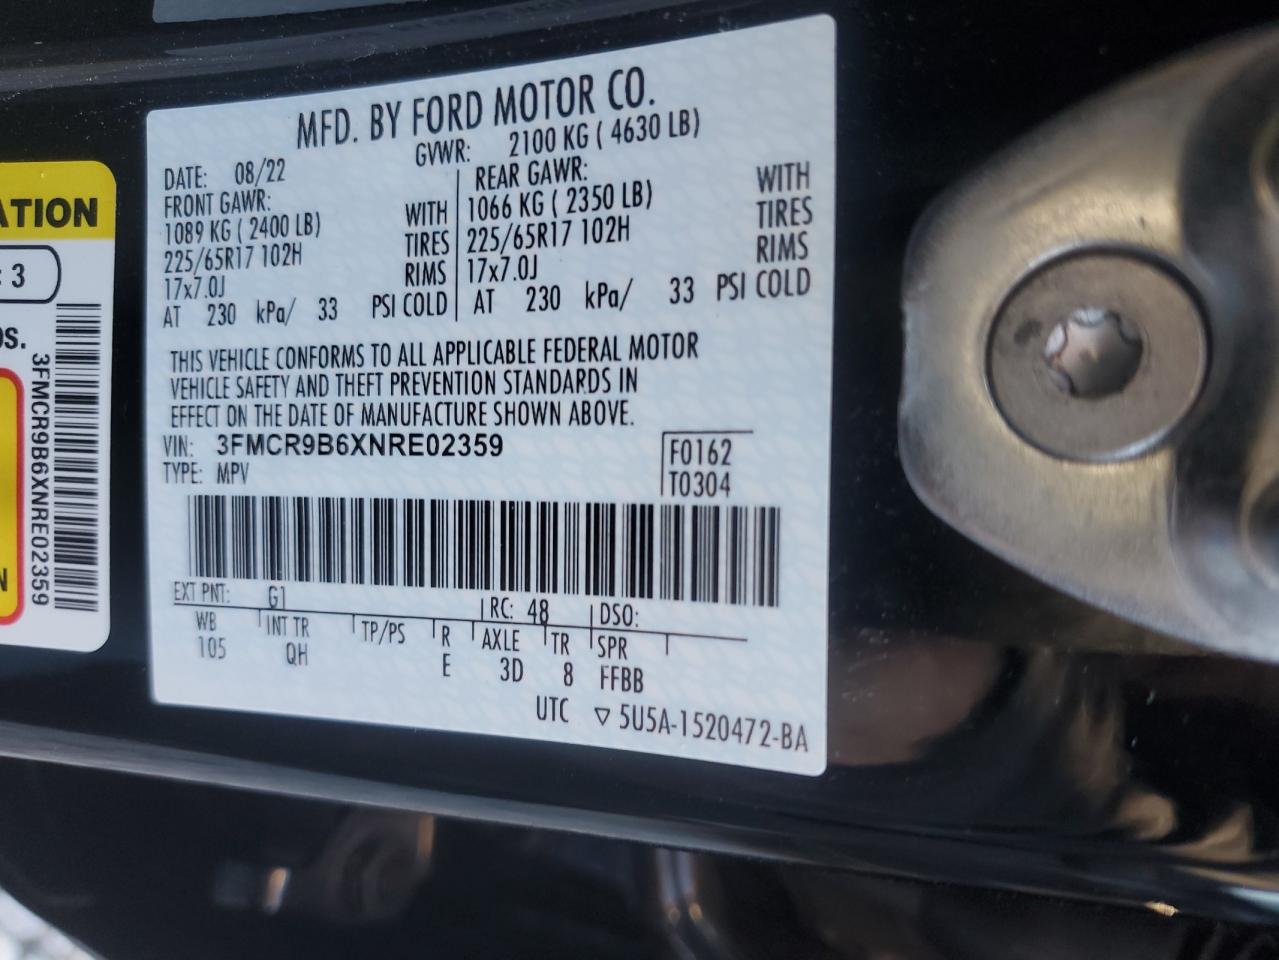 MFD. BY FORD MOTOR CO.
DATE: 08/22 GVWR: 2100 KG ( 4630 LB)
FRONT GAWR: REAR GAWR:
1089 KG ( 2400 LB) WITH 1066 KG ( 2350 LB) WITH
225/65R17 102H TIRES 225/65R17 102H TIRES
17x7.0J RIMS 17x7.0J RIMS
AT 230 kPa/ 33 PSI COLD AT 230 kPa/ 33 PSI COLD
THIS VEHICLE CONFORMS TO ALL APPLICABLE FEDERAL MOTOR
VEHICLE SAFETY AND THEFT PREVENTION STANDARDS IN
EFFECT ON THE DATE OF MANUFACTURE SHOWN ABOVE.
VIN: 3FMCR9B6XNRE02359 F0162
TYPE: MPV T0304
EXT PNT: G1 RC: 48 DSO:
WB INT TR TP/PS R AXLE TR SPR
105 QH E 3D 8 FFBB
UTC ▽ 5U5A-1520472-BA
ATION
: 3
3FMCR9B6XNRE02359